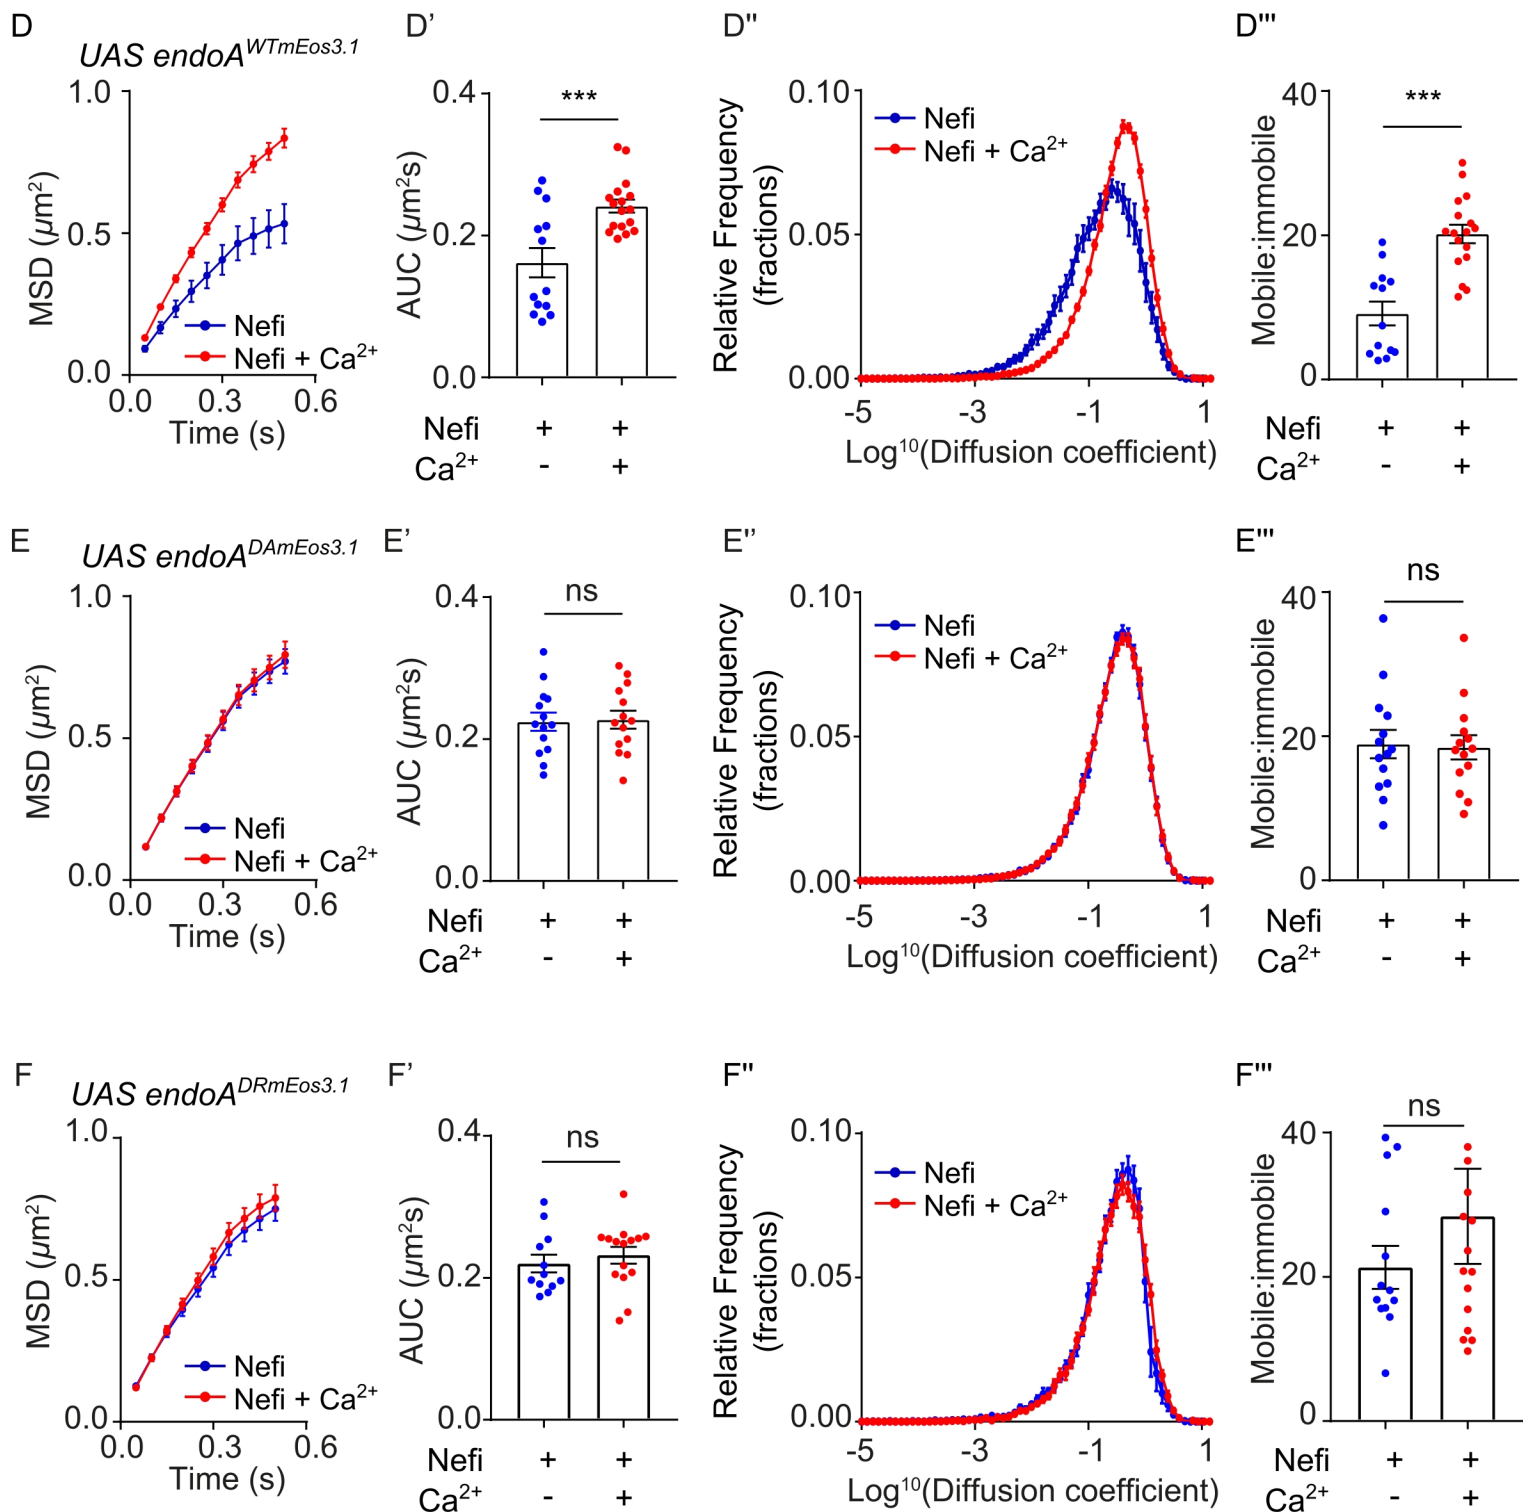 D
UAS endoA^WTmEos3.1
1.0
0.5
0.0
MSD (µm²)
Nefi
Nefi + Ca²⁺
0.0 0.3 0.6
Time (s)
D'
0.4
0.2
0.0
AUC (µm²s)
***
Nefi + +
Ca²⁺ - +
D''
0.10
0.05
0.00
Relative Frequency
(fractions)
Nefi
Nefi + Ca²⁺
-5 -3 -1 1
Log¹⁰(Diffusion coefficient)
D'''
40
20
0
Mobile:immobile
***
Nefi + +
Ca²⁺ - +
E
UAS endoA^DAmEos3.1
1.0
0.5
0.0
MSD (µm²)
Nefi
Nefi + Ca²⁺
0.0 0.3 0.6
Time (s)
E'
0.4
0.2
0.0
AUC (µm²s)
ns
Nefi + +
Ca²⁺ - +
E''
0.10
0.05
0.00
Relative Frequency
(fractions)
Nefi
Nefi + Ca²⁺
-5 -3 -1 1
Log¹⁰(Diffusion coefficient)
E'''
40
20
0
Mobile:immobile
ns
Nefi + +
Ca²⁺ - +
F
UAS endoA^DRmEos3.1
1.0
0.5
0.0
MSD (µm²)
Nefi
Nefi + Ca²⁺
0.0 0.3 0.6
Time (s)
F'
0.4
0.2
0.0
AUC (µm²s)
ns
Nefi + +
Ca²⁺ - +
F''
0.10
0.05
0.00
Relative Frequency
(fractions)
Nefi
Nefi + Ca²⁺
-5 -3 -1 1
Log¹⁰(Diffusion coefficient)
F'''
40
20
0
Mobile:immobile
ns
Nefi + +
Ca²⁺ - +